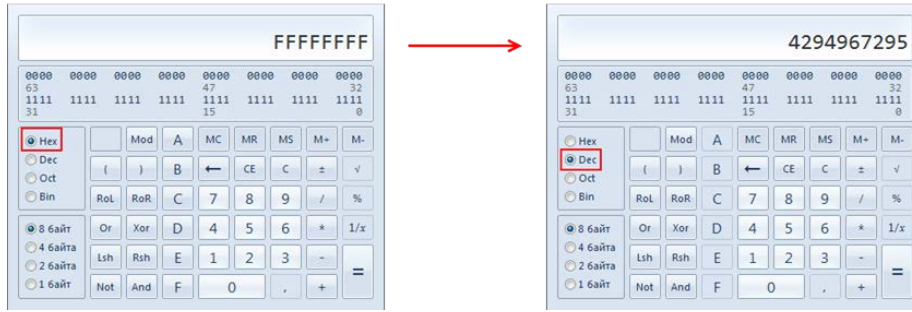 FFFFFFFF
0000 0000 0000 0000 0000 0000 0000 0000
63 47 32
1111 1111 1111 1111 1111 1111 1111 1111
31 15 0
Hex Mod A MC MR MS M+ M-
Dec ( ) B ← CE C ± √
Oct
Bin RoL RoR C 7 8 9 / %
8 байт Or Xor D 4 5 6 * 1/x
4 байта Lsh Rsh E 1 2 3 - =
2 байта
1 байт Not And F 0 , +
4294967295
0000 0000 0000 0000 0000 0000 0000 0000
63 47 32
1111 1111 1111 1111 1111 1111 1111 1111
31 15 0
Hex Mod A MC MR MS M+ M-
Dec ( ) B ← CE C ± √
Oct
Bin RoL RoR C 7 8 9 / %
8 байт Or Xor D 4 5 6 * 1/x
4 байта Lsh Rsh E 1 2 3 - =
2 байта
1 байт Not And F 0 , +